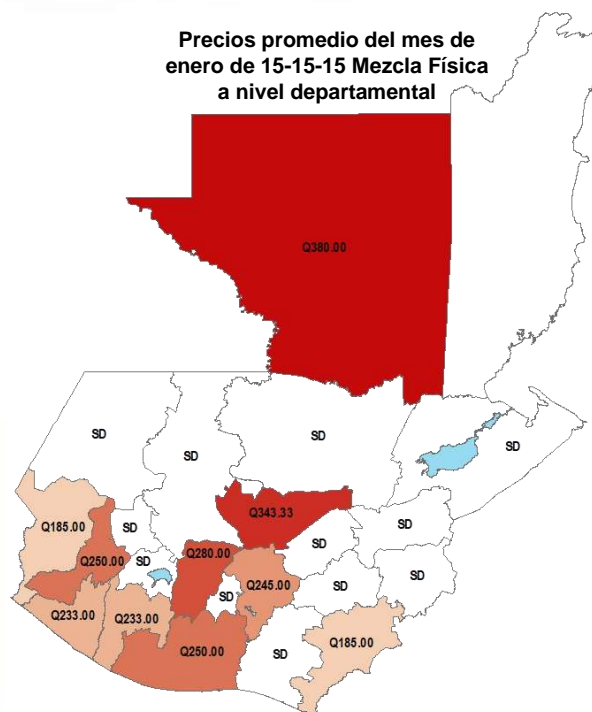 Precios promedio del mes de
enero de 15-15-15 Mezcla Física
a nivel departamental
Q380.00
SD
SD
SD
SD
Q185.00
SD
Q343.33
SD
Q250.00
SD
Q280.00
SD
Q245.00
SD
SD
SD
Q233.00
Q233.00
Q250.00
SD
Q185.00